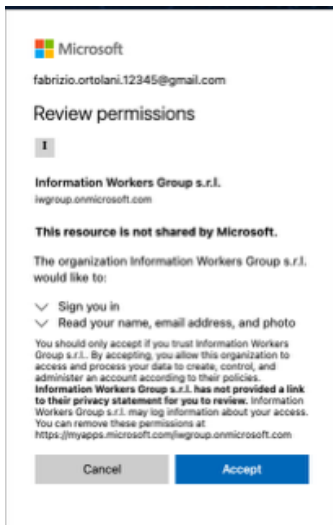 Microsoft
fabrizio.ortolani.12345@gmail.com
Review permissions
I
Information Workers Group s.r.l.
iwgroup.onmicrosoft.com
This resource is not shared by Microsoft.
The organization Information Workers Group s.r.l.
would like to:
Sign you in
Read your name, email address, and photo
You should only accept if you trust Information Workers
Group s.r.l.. By accepting, you allow this organization to
access and process your data to create, control, and
administer an account according to their policies.
Information Workers Group s.r.l. has not provided a link
to their privacy statement for you to review. Information
Workers Group s.r.l. may log information about your access.
You can remove these permissions at
https://myapps.microsoft.com/iwgroup.onmicrosoft.com
Cancel Accept